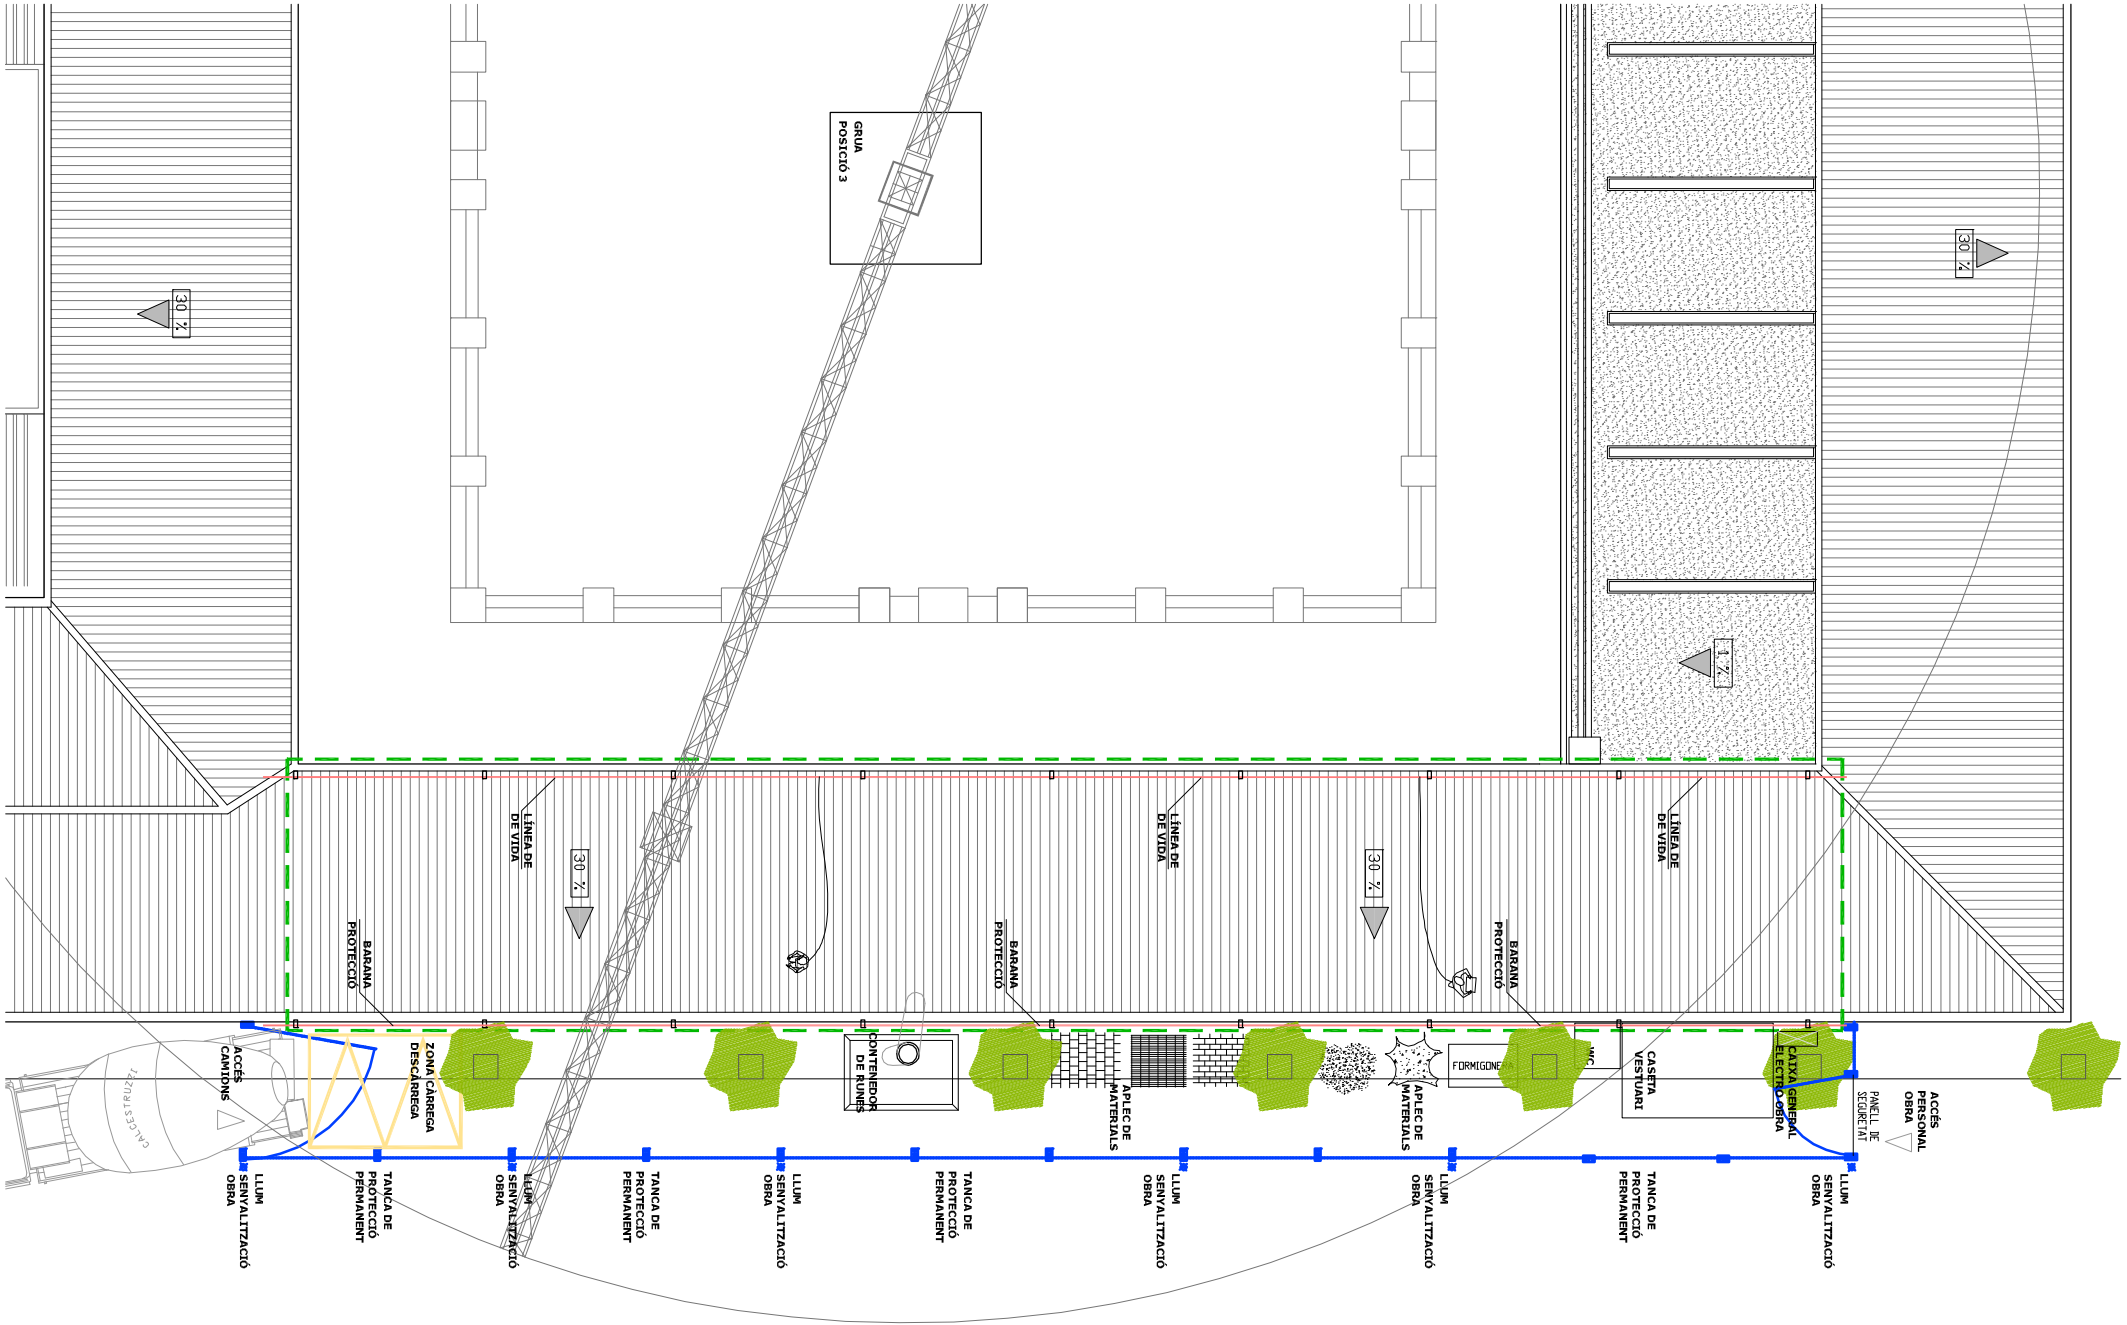 GRUA
POSICIÓ 3
30 %
30 %
1 %
LÍNEA DE
DE VIDA
LÍNEA DE
DE VIDA
LÍNEA DE
DE VIDA
30 %
30 %
BARANA
PROTECCIÓ
BARANA
PROTECCIÓ
BARANA
PROTECCIÓ
CALCESTRUZZI
ACCÉS
CAMIONS
ZONA CÀRREGA
DESCÀRREGA
CONTENEDOR
DE RUNES
APLEC DE
MATERIALS
APLEC DE
MATERIALS
FORMIGONERA
WC
CASETA
VESTUARI
CAIXA GENERAL
ELECTRO OBRA
PANELL DE
SEGURETAT
ACCÉS
PERSONAL
OBRA
LLUM
SENYALITZACIÓ
OBRA
TANCA DE
PROTECCIÓ
PERMANENT
LLUM
SENYALITZACIÓ
OBRA
TANCA DE
PROTECCIÓ
PERMANENT
LLUM
SENYALITZACIÓ
OBRA
TANCA DE
PROTECCIÓ
PERMANENT
LLUM
SENYALITZACIÓ
OBRA
LLUM
SENYALITZACIÓ
OBRA
TANCA DE
PROTECCIÓ
PERMANENT
LLUM
SENYALITZACIÓ
OBRA